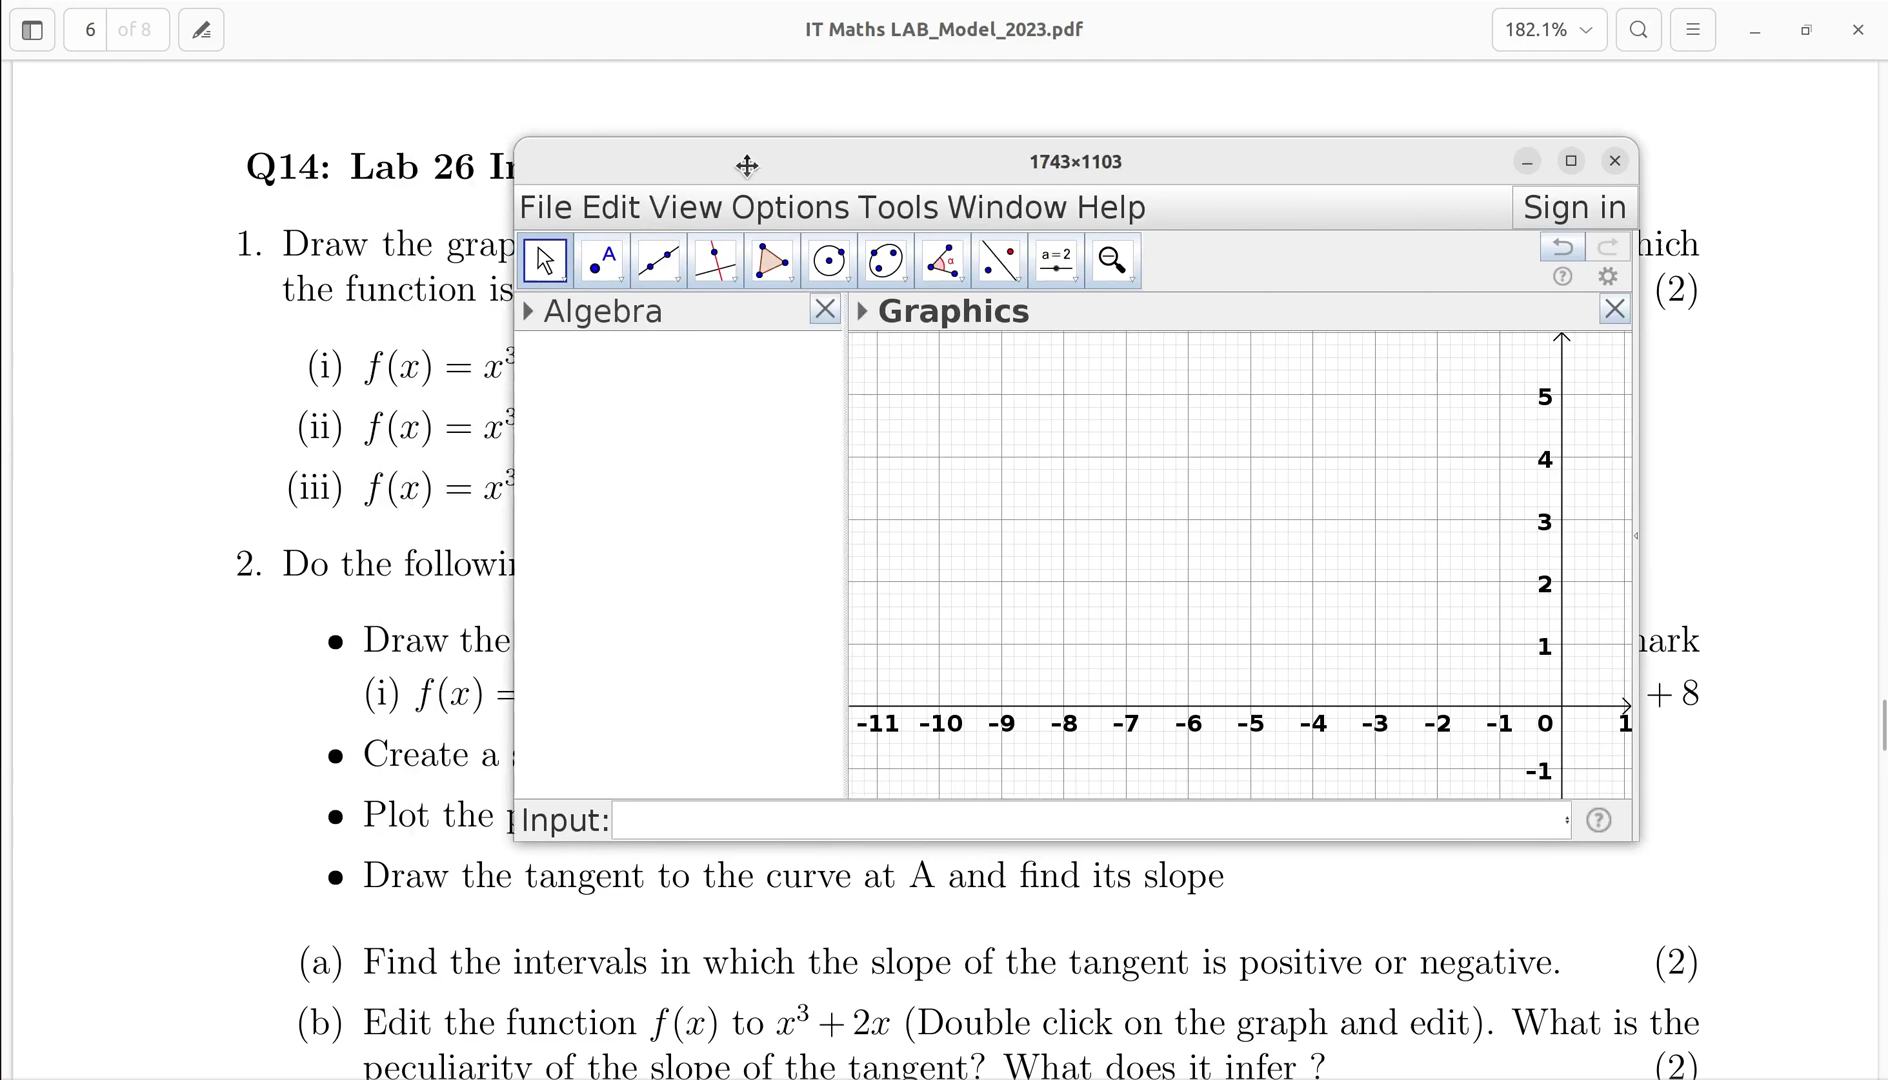 6 of 8
IT Maths LAB_Model_2023.pdf
182.1%
Q14: Lab 26
1. Draw the
the function is
(2)
(i) f(x) = x³
(ii) f(x) = x³
(iii) f(x) = x³
2. Do the
• Draw the
(i) f(x) =
+ 8
• Create a
• Plot the
• Draw the tangent to the curve at A and find its slope
(a) Find the intervals in which the slope of the tangent is positive or negative. (2)
(b) Edit the function f(x) to x³ + 2x (Double click on the graph and edit). What is the
peculiarity of the slope of the tangent? What does it infer ? (2)
1743×1103
File Edit View Options Tools Window Help
Sign in
A
α
a=2
Algebra
Graphics
5
4
3
2
1
-11 -10 -9 -8 -7 -6 -5 -4 -3 -2 -1 0 1
-1
Input: